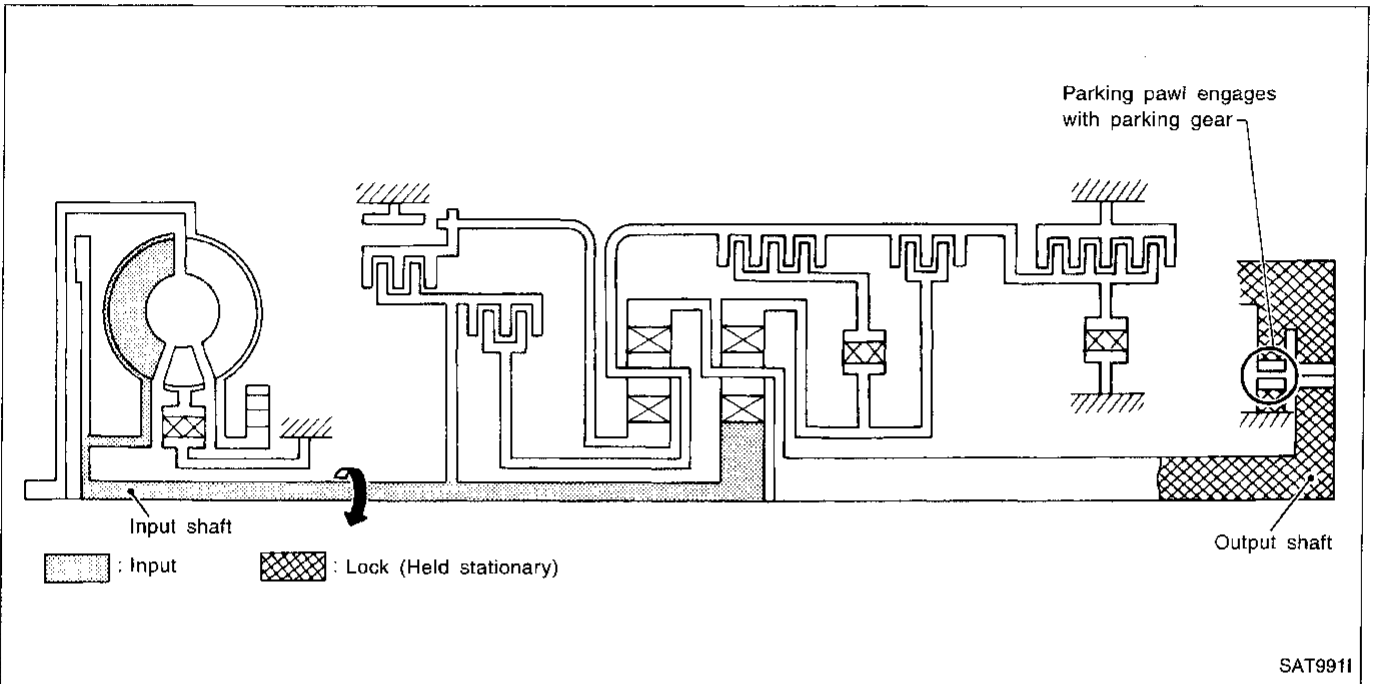 Parking pawl engages
with parking gear
Input shaft
Output shaft
: Input
: Lock (Held stationary)
SAT991I